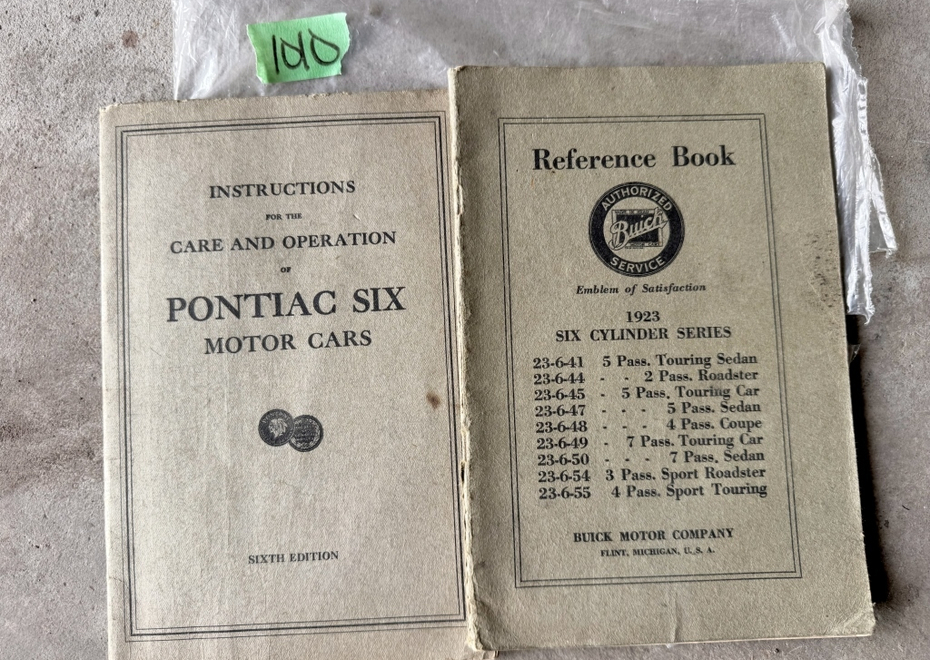 140
INSTRUCTIONS
FOR THE
CARE AND OPERATION
OF
PONTIAC SIX
MOTOR CARS
SIXTH EDITION
Reference Book
AUTHORIZED
Buick
SERVICE
Emblem of Satisfaction
1923
SIX CYLINDER SERIES
23-6-41 5 Pass. Touring Sedan
23-6-44 - - 2 Pass. Roadster
23-6-45 - 5 Pass. Touring Car
23-6-47 - - - 5 Pass. Sedan
23-6-48 - - - 4 Pass. Coupe
23-6-49 - 7 Pass. Touring Car
23-6-50 - - - 7 Pass. Sedan
23-6-54 3 Pass. Sport Roadster
23-6-55 4 Pass. Sport Touring
BUICK MOTOR COMPANY
FLINT, MICHIGAN, U. S. A.